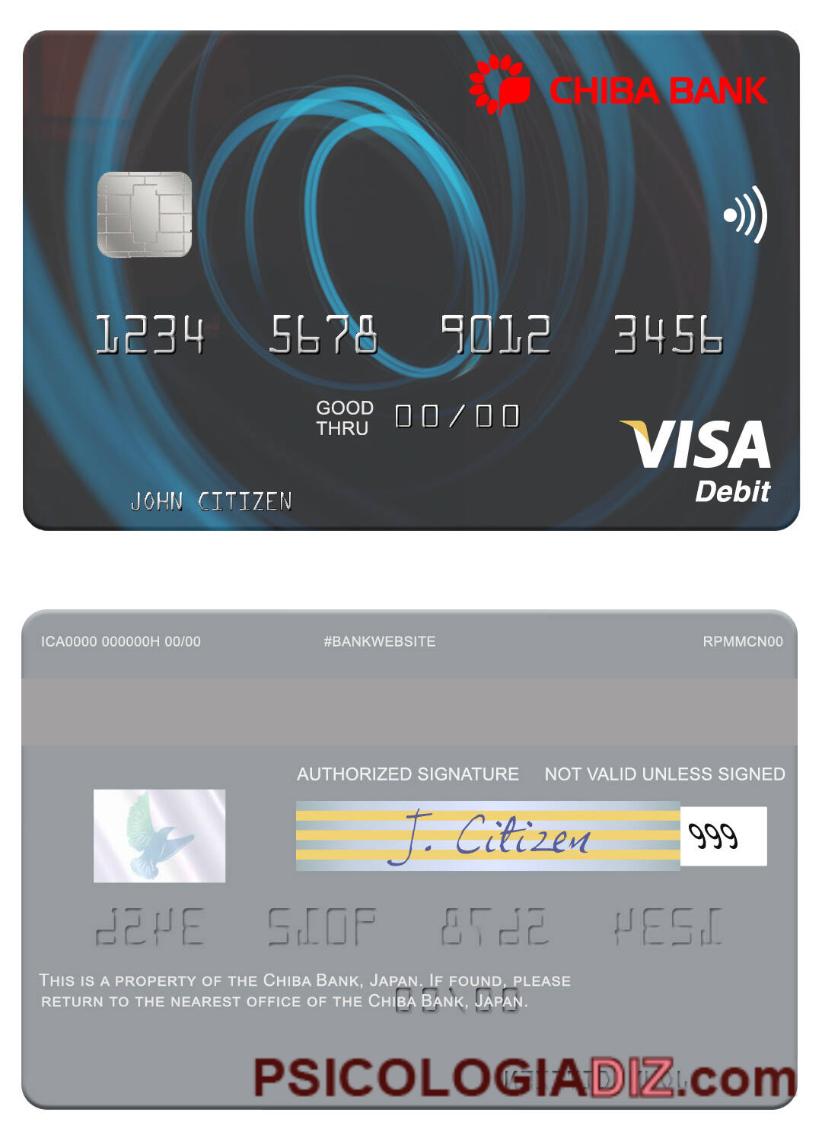 CHIBA BANK
1234 5678 9012 3456
GOOD THRU 00/00
VISA
Debit
JOHN CITIZEN
ICA0000 000000H 00/00 #BANKWEBSITE RPMMCN00
AUTHORIZED SIGNATURE NOT VALID UNLESS SIGNED
J. Citizen 999
THIS IS A PROPERTY OF THE CHIBA BANK, JAPAN. IF FOUND, PLEASE
RETURN TO THE NEAREST OFFICE OF THE CHIBA BANK, JAPAN.
PSICOLOGIADIZ.com